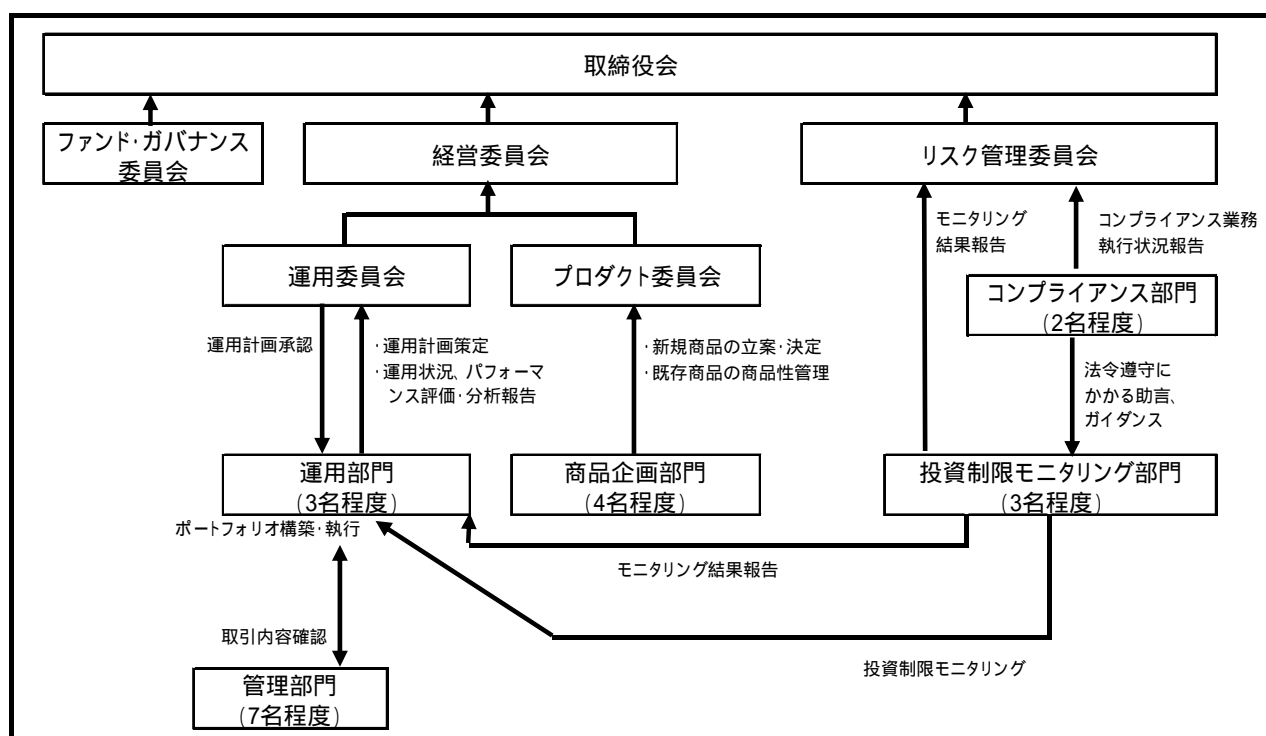 取締役会
ファンド・ガバナンス
委員会
経営委員会
リスク管理委員会
モニタリング
結果報告
コンプライアンス業務
執行状況報告
運用委員会
プロダクト委員会
コンプライアンス部門
(2名程度)
運用計画承認
・運用計画策定
・運用状況、パフォーマ
ンス評価・分析報告
・新規商品の立案・決定
・既存商品の商品性管理
法令遵守に
かかる助言、
ガイダンス
運用部門
(3名程度)
商品企画部門
(4名程度)
投資制限モニタリング部門
(3名程度)
ポートフォリオ構築・執行
モニタリング結果報告
取引内容確認
投資制限モニタリング
管理部門
(7名程度)